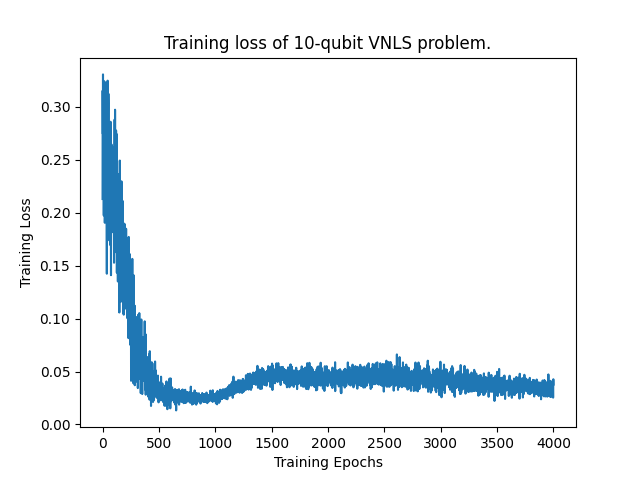 Training loss of 10-qubit VNLS problem.
0.30
0.25
0.20
0.15
0.10
0.05
0.00
Training Loss
0 500 1000 1500 2000 2500 3000 3500 4000
Training Epochs